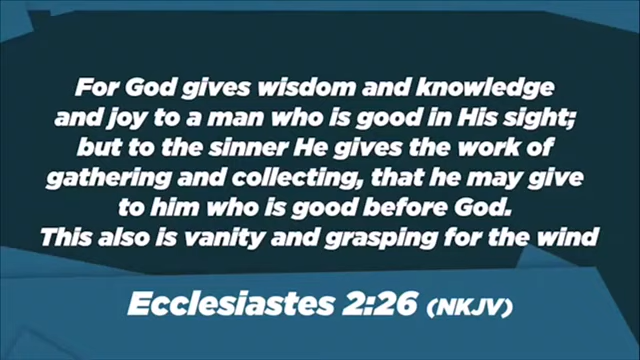 For God gives wisdom and knowledge
and joy to a man who is good in His sight;
but to the sinner He gives the work of
gathering and collecting, that he may give
to him who is good before God.
This also is vanity and grasping for the wind
Ecclesiastes 2:26 (NKJV)